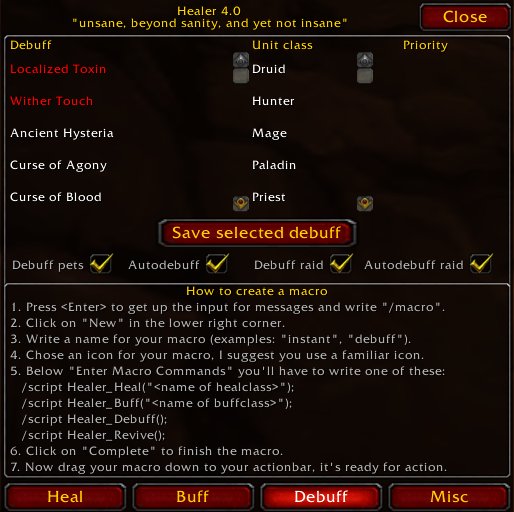 Healer 4.0
"unsane, beyond sanity, and yet not insane"
Close
Debuff Unit class Priority
Localized Toxin Druid
Wither Touch Hunter
Ancient Hysteria Mage
Curse of Agony Paladin
Curse of Blood Priest
Save selected debuff
Debuff pets Autodebuff Debuff raid Autodebuff raid
How to create a macro
1. Press <Enter> to get up the input for messages and write "/macro".
2. Click on "New" in the lower right corner.
3. Write a name for your macro (examples: "instant", "debuff").
4. Chose an icon for your macro, I suggest you use a familiar icon.
5. Below "Enter Macro Commands" you'll have to write one of these:
/script Healer_Heal("<name of healclass>");
/script Healer_Buff("<name of buffclass>");
/script Healer_Debuff();
/script Healer_Revive();
6. Click on "Complete" to finish the macro.
7. Now drag your macro down to your actionbar, it's ready for action.
Heal Buff Debuff Misc